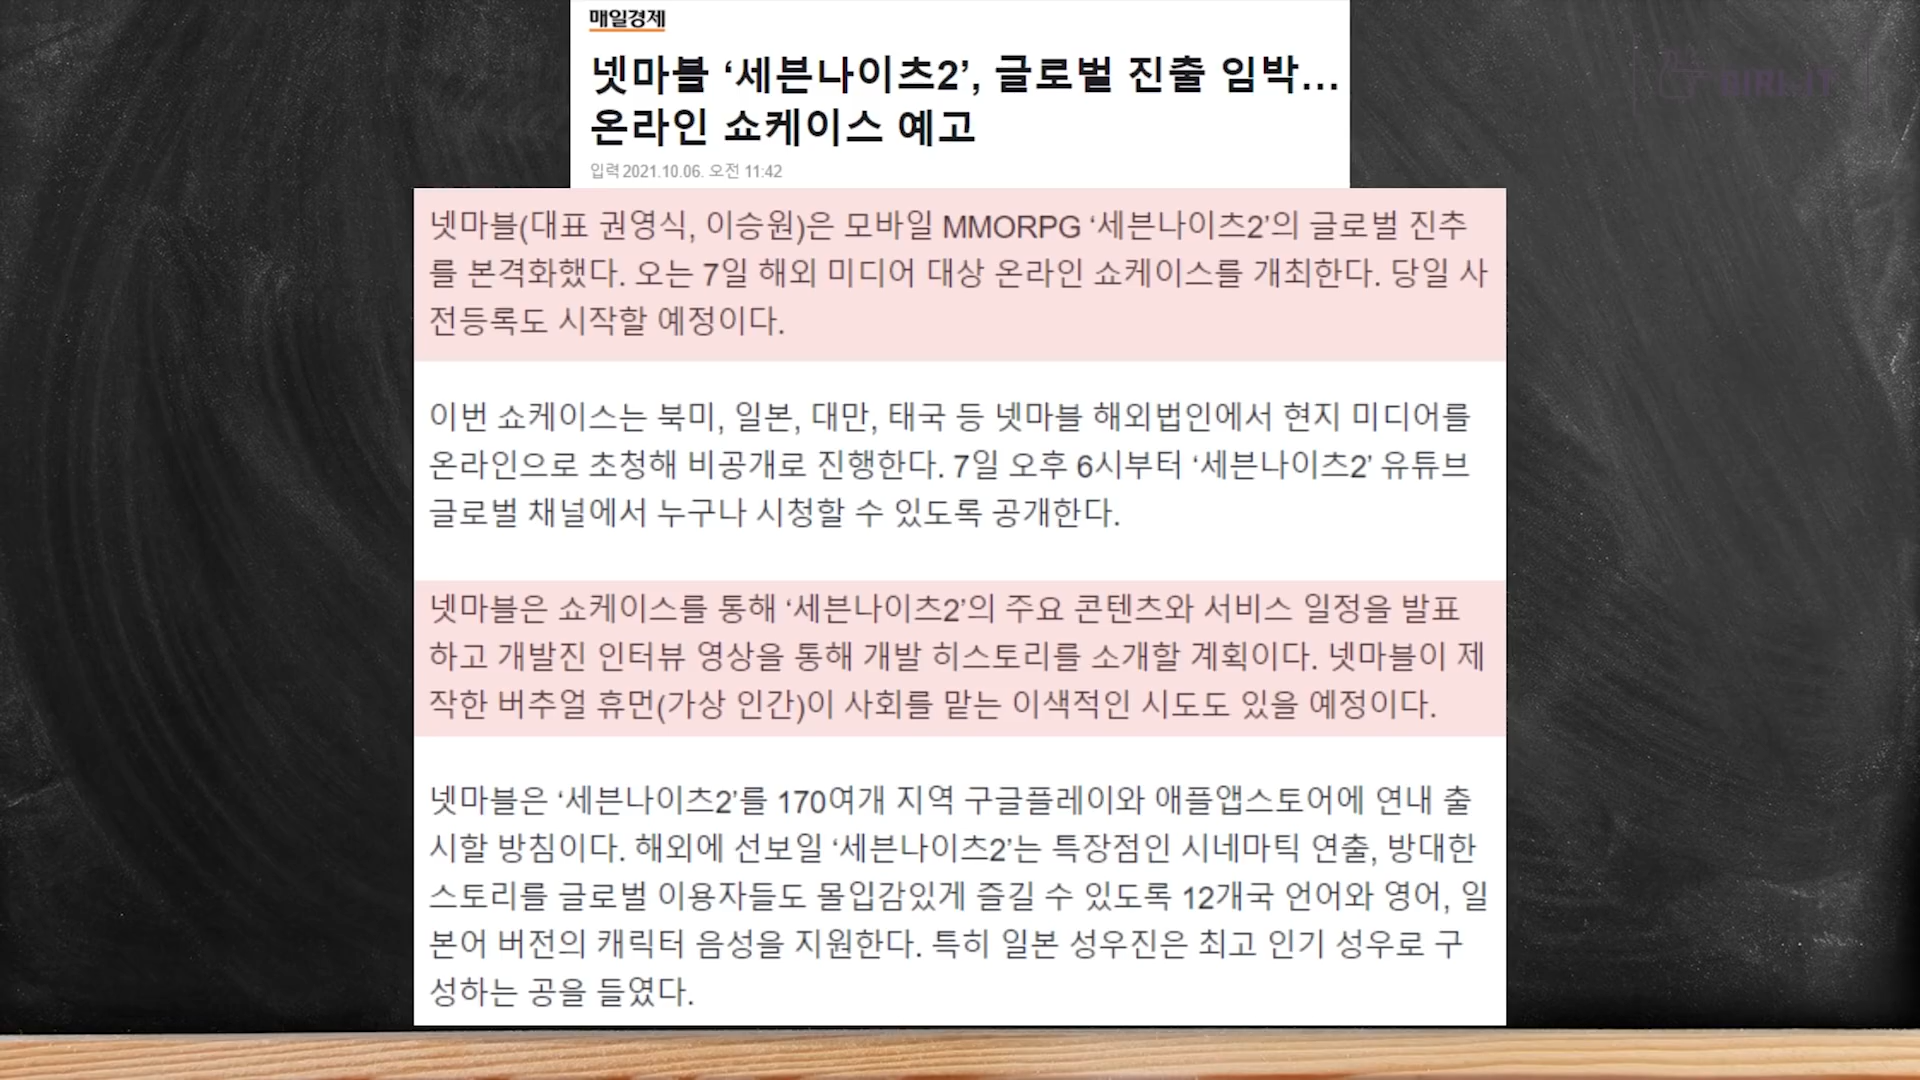 매일경제
넷마블 ‘세븐나이츠2’, 글로벌 진출 임박...
온라인 쇼케이스 예고
입력 2021.10.06. 오전 11:42
넷마블(대표 권영식, 이승원)은 모바일 MMORPG ‘세븐나이츠2’의 글로벌 진추
를 본격화했다. 오는 7일 해외 미디어 대상 온라인 쇼케이스를 개최한다. 당일 사
전등록도 시작할 예정이다.
이번 쇼케이스는 북미, 일본, 대만, 태국 등 넷마블 해외법인에서 현지 미디어를
온라인으로 초청해 비공개로 진행한다. 7일 오후 6시부터 ‘세븐나이츠2’ 유튜브
글로벌 채널에서 누구나 시청할 수 있도록 공개한다.
넷마블은 쇼케이스를 통해 ‘세븐나이츠2’의 주요 콘텐츠와 서비스 일정을 발표
하고 개발진 인터뷰 영상을 통해 개발 히스토리를 소개할 계획이다. 넷마블이 제
작한 버추얼 휴먼(가상 인간)이 사회를 맡는 이색적인 시도도 있을 예정이다.
넷마블은 ‘세븐나이츠2’를 170여개 지역 구글플레이와 애플앱스토어에 연내 출
시할 방침이다. 해외에 선보일 ‘세븐나이츠2’는 특장점인 시네마틱 연출, 방대한
스토리를 글로벌 이용자들도 몰입감있게 즐길 수 있도록 12개국 언어와 영어, 일
본어 버전의 캐릭터 음성을 지원한다. 특히 일본 성우진은 최고 인기 성우로 구
성하는 공을 들였다.